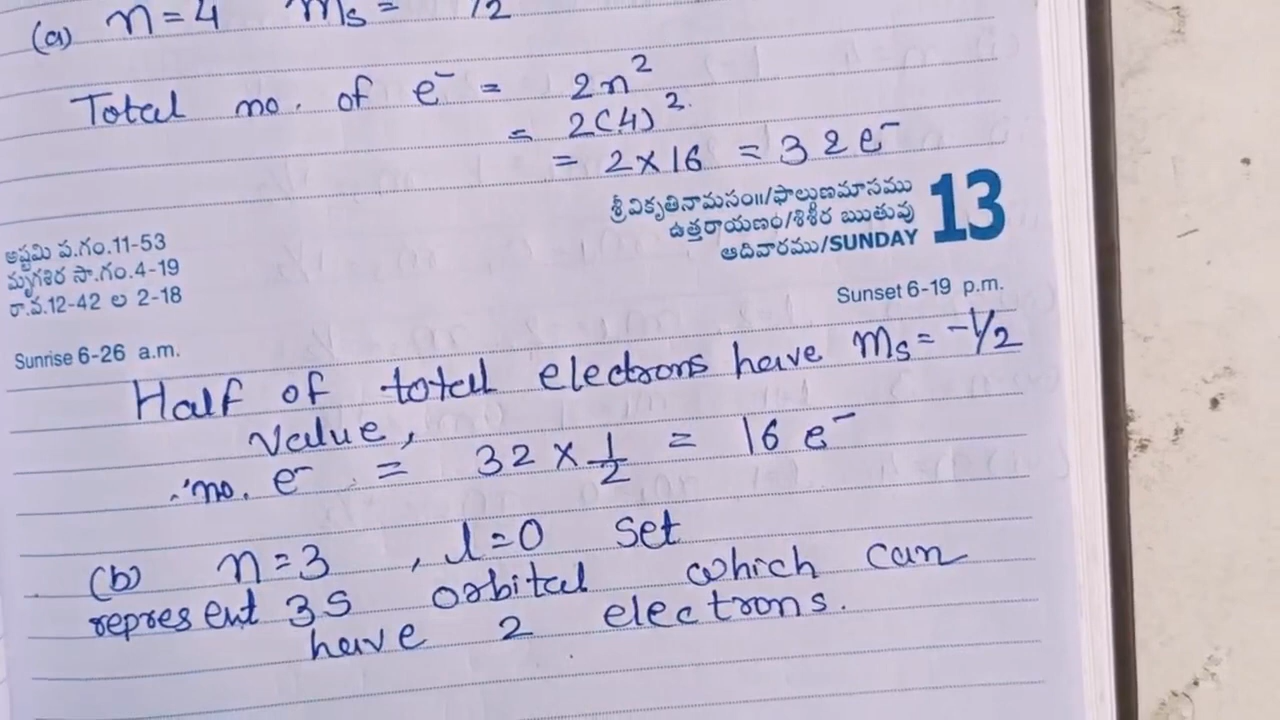 (a) n=4 ms = 1/2
Total no. of e⁻ = 2n²
= 2(4)².
= 2×16 = 32e⁻
శ్రీ వికృతినామసం॥/ఫాల్గుణమాసము
ఉత్తరాయణం/శిశిర ఋతువు
ఆదివారము/SUNDAY
13
అష్టమి ప.గం.11-53
మృగశిర సా.గం.4-19
రా.వ.12-42 ల 2-18
Sunset 6-19 p.m.
Sunrise 6-26 a.m.
Half of total electrons have ms = -1/2
value,
∴ no. e⁻ = 32 × 1/2 = 16 e⁻
(b) n=3, l=0 set
represent 3S orbital which can
have 2 electrons.